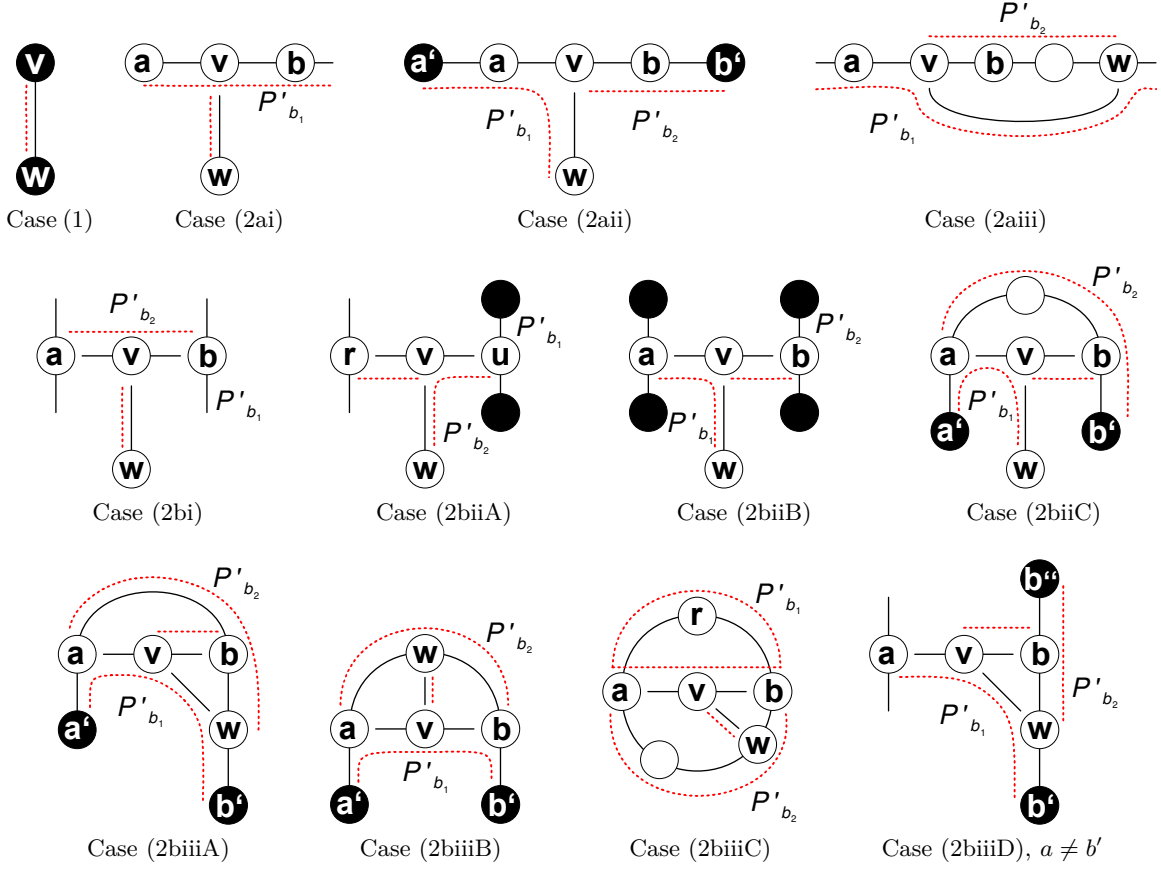 v
w
Case (1)
a v b
P'b1
w
Case (2ai)
a‘ a v b b‘
P'b1 P'b2
w
Case (2aii)
P'b2
a v b w
P'b1
Case (2aiii)
P'b2
a v b
P'b1
w
Case (2bi)
P'b1
r v u
P'b2
w
Case (2biiA)
P'b2
a v b
P'b1
w
Case (2biiB)
P'b2
a v b
P'b1
a‘ b‘
w
Case (2biiC)
P'b2
a v b
P'b1
a‘ w
b‘
Case (2biiiA)
w P'b2
a v b
P'b1
a‘ b‘
Case (2biiiB)
P'b1
r
a v b
w
P'b2
Case (2biiiC)
b“
a v b
P'b2
P'b1
w
b‘
Case (2biiiD), a ≠ b′